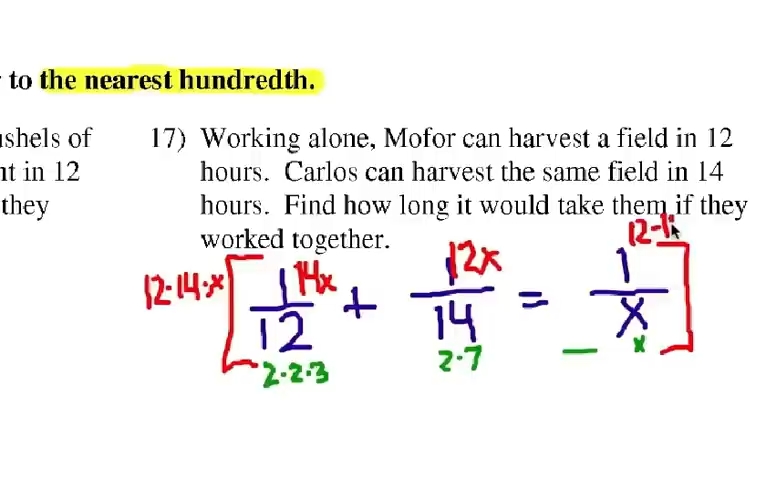 to the nearest hundredth.
ushels of
nt in 12
they
17) Working alone, Mofor can harvest a field in 12
hours. Carlos can harvest the same field in 14
hours. Find how long it would take them if they
worked together.
12·14·x [ 1/12 14x + 1/14 12x = 1/x 12-1 ]
2·2·3 2·7 _ x